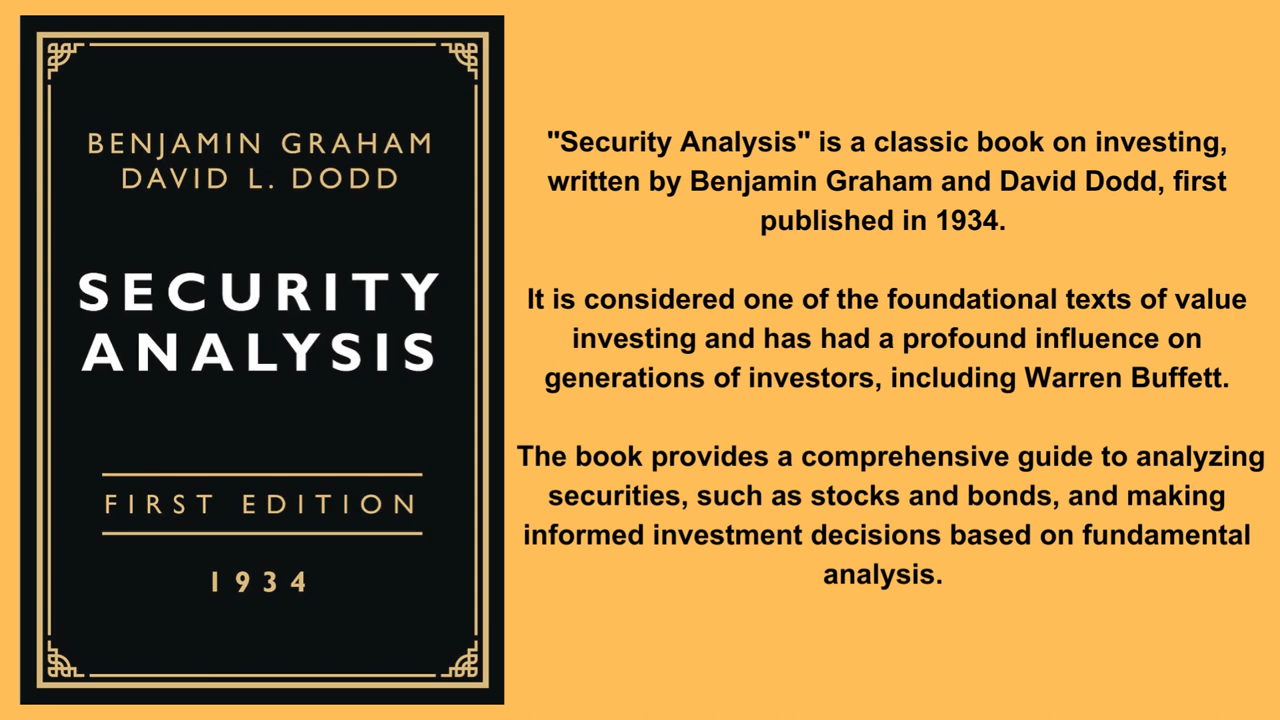 BENJAMIN GRAHAM
DAVID L. DODD
SECURITY
ANALYSIS
FIRST EDITION
1934
"Security Analysis" is a classic book on investing,
written by Benjamin Graham and David Dodd, first
published in 1934.
It is considered one of the foundational texts of value
investing and has had a profound influence on
generations of investors, including Warren Buffett.
The book provides a comprehensive guide to analyzing
securities, such as stocks and bonds, and making
informed investment decisions based on fundamental
analysis.